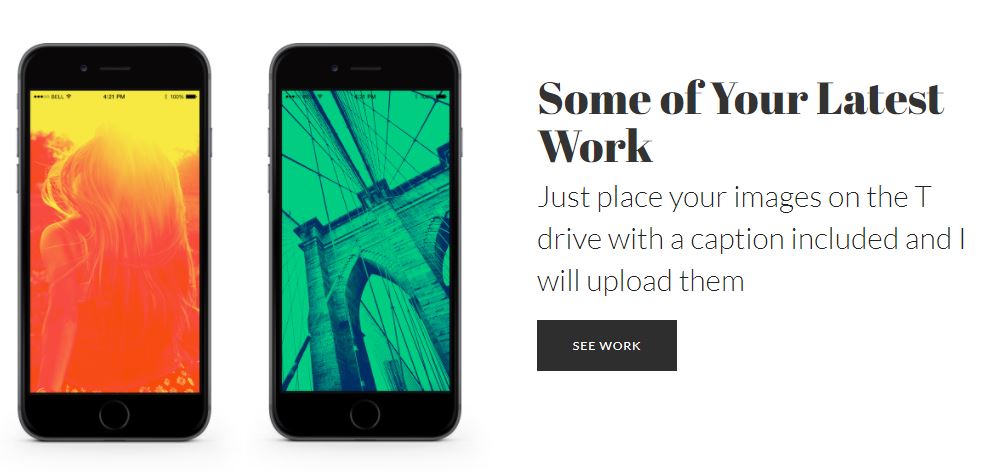 ●●●○○ BELL 4:21 PM 100%
4:21 PM 100%
Some of Your Latest
Work
Just place your images on the T
drive with a caption included and I
will upload them
SEE WORK